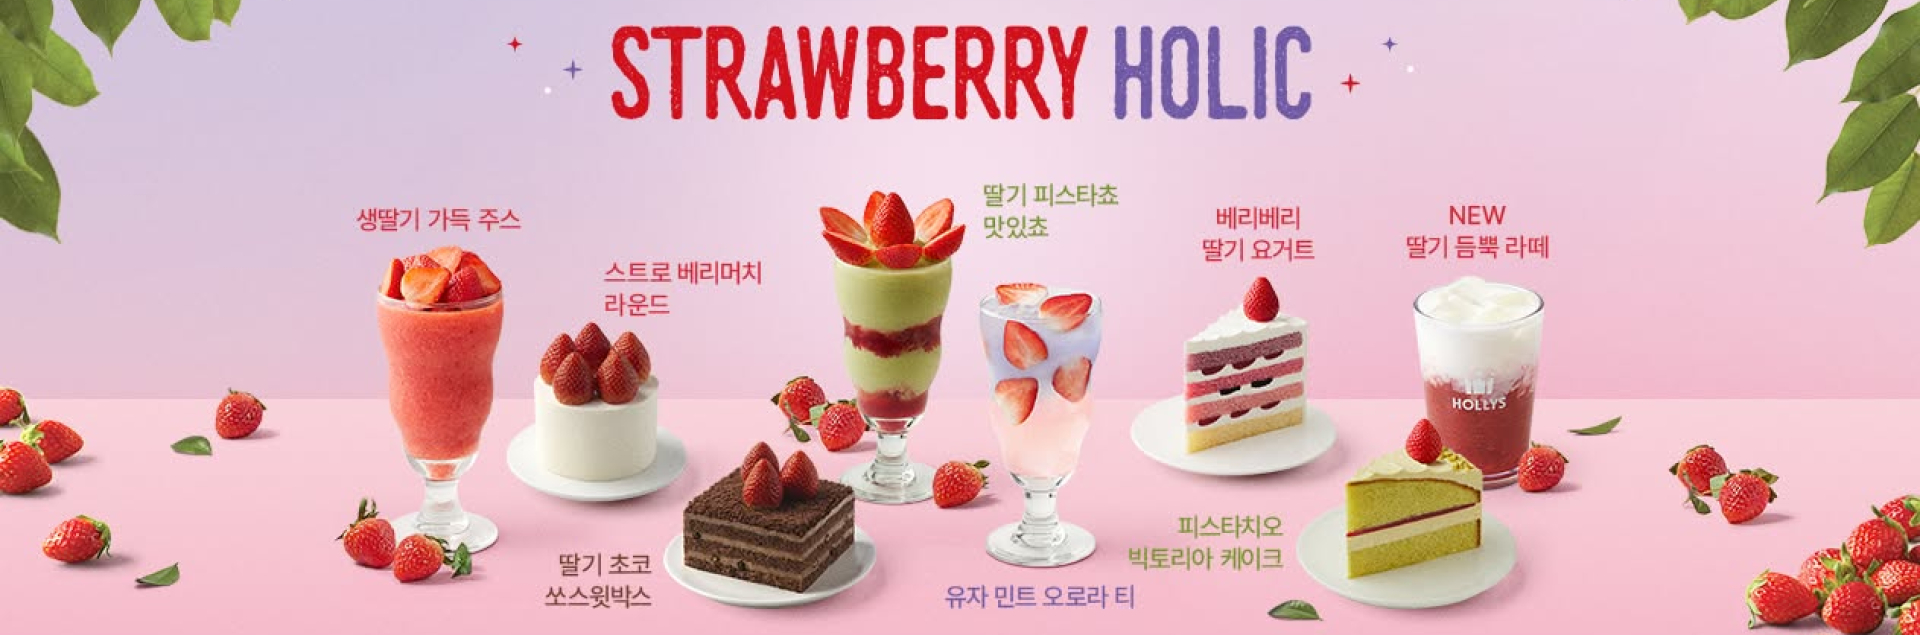 STRAWBERRY HOLIC
생딸기 가득 주스
스트로 베리머치
라운드
딸기 피스타쵸
맛있쵸
베리베리
딸기 요거트
NEW
딸기 듬뿍 라떼
HOLLYS
딸기 초코
쏘스윗박스
유자 민트 오로라 티
피스타치오
빅토리아 케이크